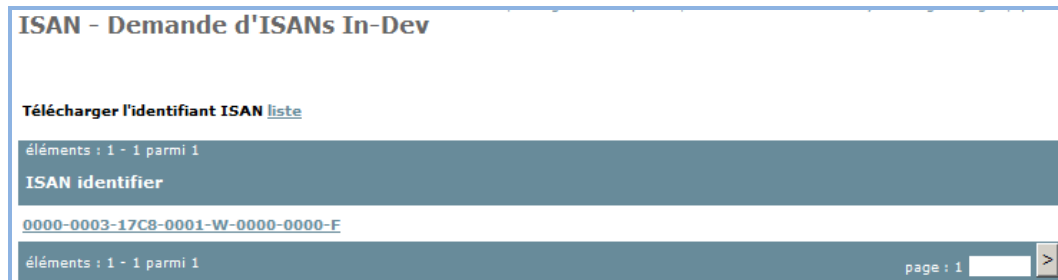 ISAN - Demande d'ISANs In-Dev
Télécharger l'identifiant ISAN liste
éléments : 1 - 1 parmi 1
ISAN identifier
0000-0003-17C8-0001-W-0000-0000-F
éléments : 1 - 1 parmi 1
page : 1 >